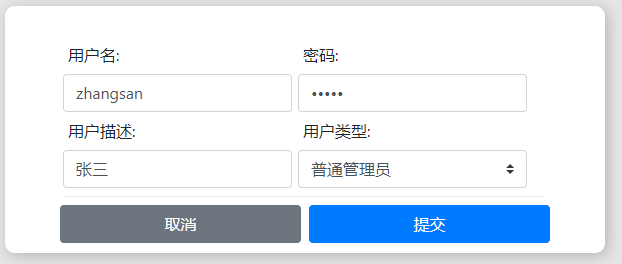 用户名: 密码:
zhangsan •••••
用户描述: 用户类型:
张三 普通管理员
取消 提交